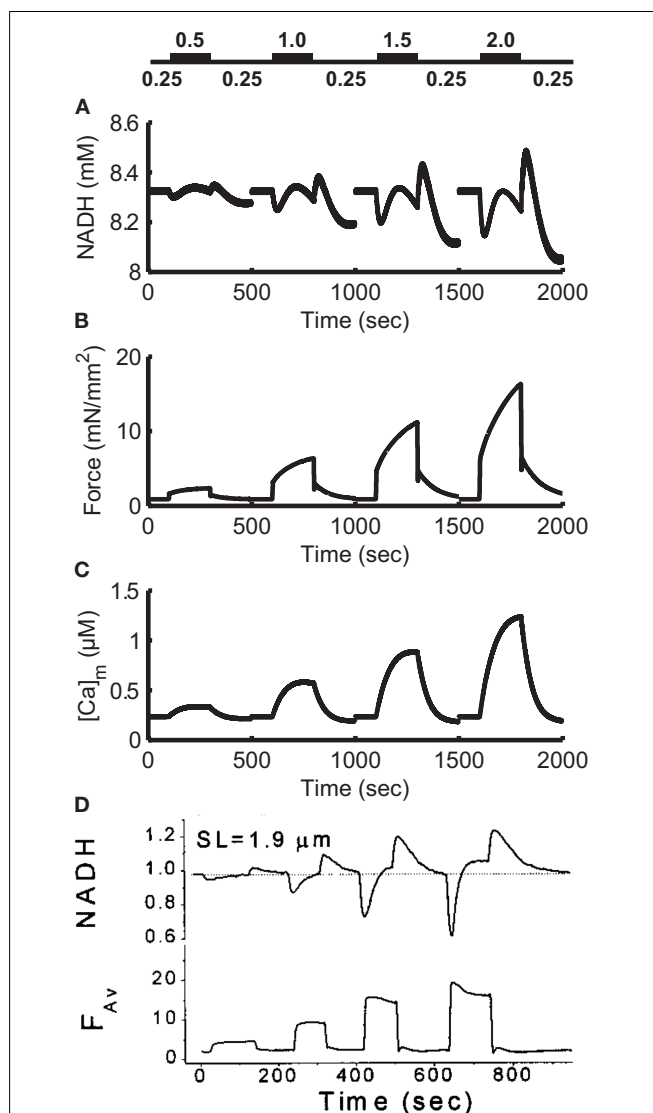 0.5 1.0 1.5 2.0
0.25 0.25 0.25 0.25 0.25
A
8.6
8.4
8.2
8
NADH (mM)
0 500 1000 1500 2000
Time (sec)
B
20
10
0
Force (mN/mm²)
0 500 1000 1500 2000
Time (sec)
C
1.5
1
0.5
0
[Ca]m (μM)
0 500 1000 1500 2000
Time (sec)
D
SL=1.9 μm
1.2
1.0
0.8
0.6
NADH
20
10
0
F Av
0 200 400 600 800
Time (sec)